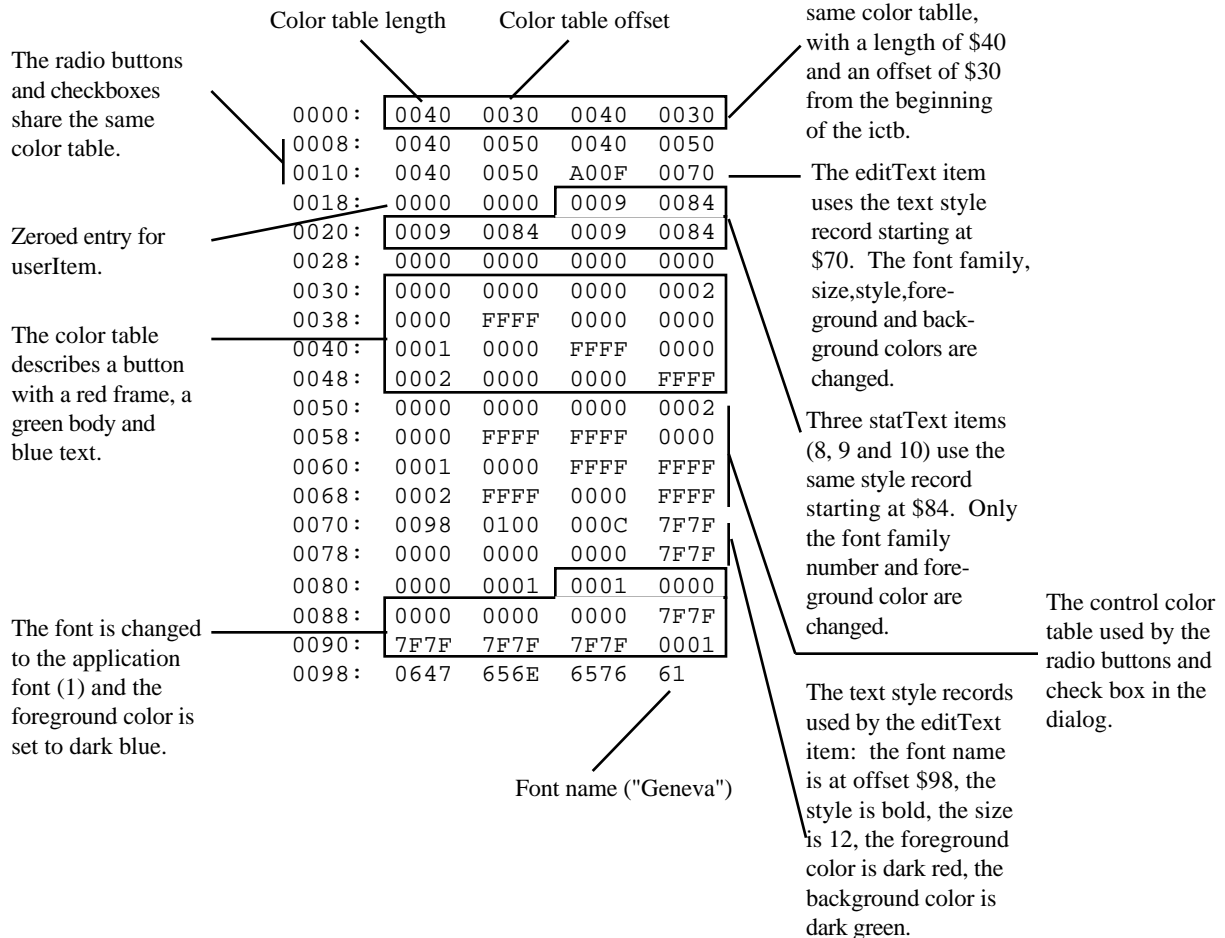 Color table length
Color table offset
same color tablle,
with a length of $40
and an offset of $30
from the beginning
of the ictb.
The radio buttons
and checkboxes
share the same
color table.
0000: 0040 0030 0040 0030
0008: 0040 0050 0040 0050
0010: 0040 0050 A00F 0070
0018: 0000 0000 0009 0084
0020: 0009 0084 0009 0084
0028: 0000 0000 0000 0000
0030: 0000 0000 0000 0002
0038: 0000 FFFF 0000 0000
0040: 0001 0000 FFFF 0000
0048: 0002 0000 0000 FFFF
0050: 0000 0000 0000 0002
0058: 0000 FFFF FFFF 0000
0060: 0001 0000 FFFF FFFF
0068: 0002 FFFF 0000 FFFF
0070: 0098 0100 000C 7F7F
0078: 0000 0000 0000 7F7F
0080: 0000 0001 0001 0000
0088: 0000 0000 0000 7F7F
0090: 7F7F 7F7F 7F7F 0001
0098: 0647 656E 6576 61
Zeroed entry for
userItem.
The color table
describes a button
with a red frame, a
green body and
blue text.
The font is changed
to the application
font (1) and the
foreground color is
set to dark blue.
The editText item
uses the text style
record starting at
$70. The font family,
size,style,fore-
ground and back-
ground colors are
changed.
Three statText items
(8, 9 and 10) use the
same style record
starting at $84. Only
the font family
number and fore-
ground color are
changed.
The control color
table used by the
radio buttons and
check box in the
dialog.
The text style records
used by the editText
item: the font name
is at offset $98, the
style is bold, the size
is 12, the foreground
color is dark red, the
background color is
dark green.
Font name ("Geneva")